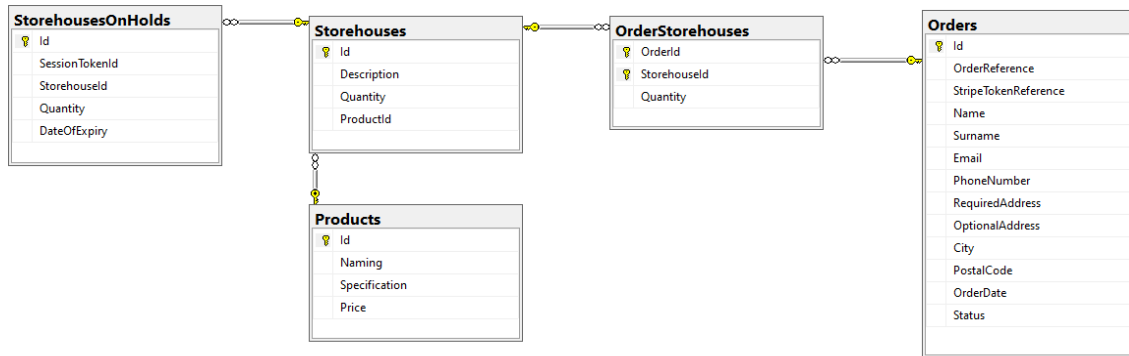 StorehousesOnHolds
Id
SessionTokenId
StorehouseId
Quantity
DateOfExpiry
Storehouses
Id
Description
Quantity
ProductId
OrderStorehouses
OrderId
StorehouseId
Quantity
Orders
Id
OrderReference
StripeTokenReference
Name
Surname
Email
PhoneNumber
RequiredAddress
OptionalAddress
City
PostalCode
OrderDate
Status
Products
Id
Naming
Specification
Price